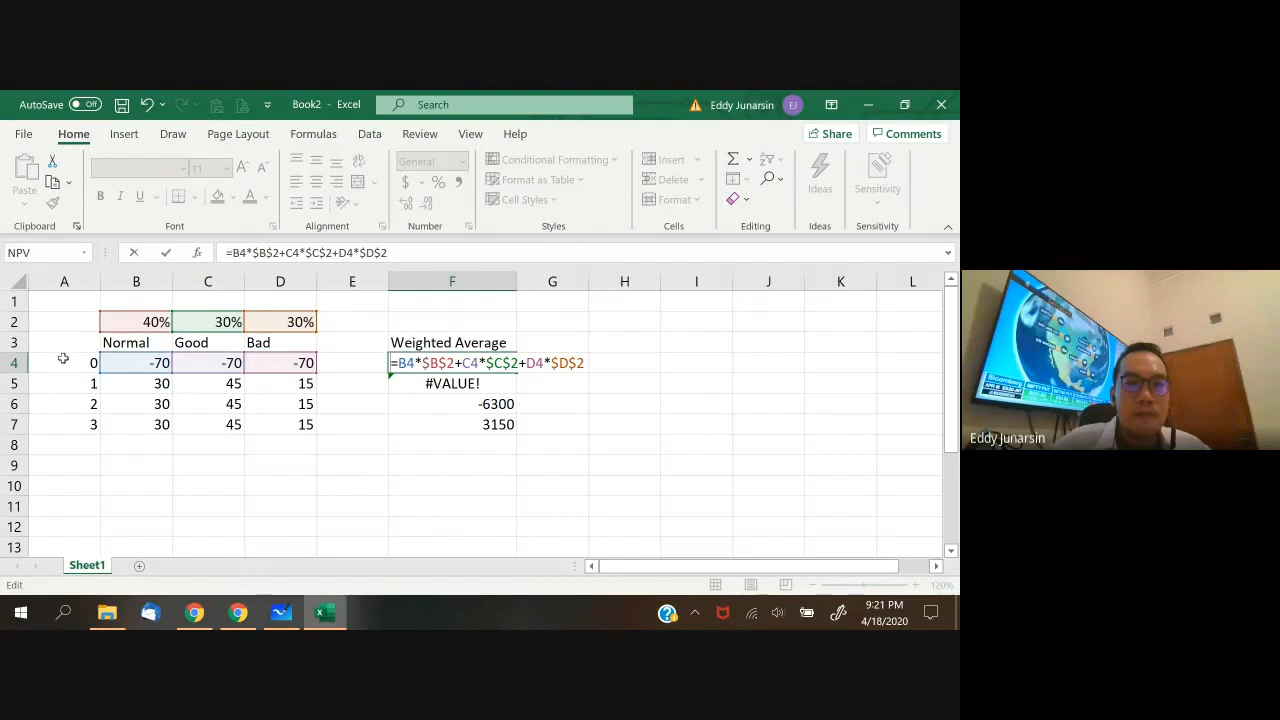 AutoSave Off Book2 - Excel Search Eddy Junarsin EJ
File Home Insert Draw Page Layout Formulas Data Review View Help Share Comments
Paste 11 General $ % Conditional Formatting Format as Table Cell Styles Insert Delete Format Ideas Sensitivity
B I U
Clipboard Font Alignment Number Styles Cells Editing Ideas Sensitivity
NPV fx =B4*$B$2+C4*$C$2+D4*$D$2
A B C D E F G H I J K L
1
2 40% 30% 30%
3 Normal Good Bad Weighted Average
4 0 -70 -70 -70 =B4*$B$2+C4*$C$2+D4*$D$2
5 1 30 45 15 #VALUE!
6 2 30 45 15 -6300
7 3 30 45 15 3150
8
9
10
11
12
13
Sheet1
Edit 120%
9:21 PM
4/18/2020
Bloomberg
Eddy Junarsin